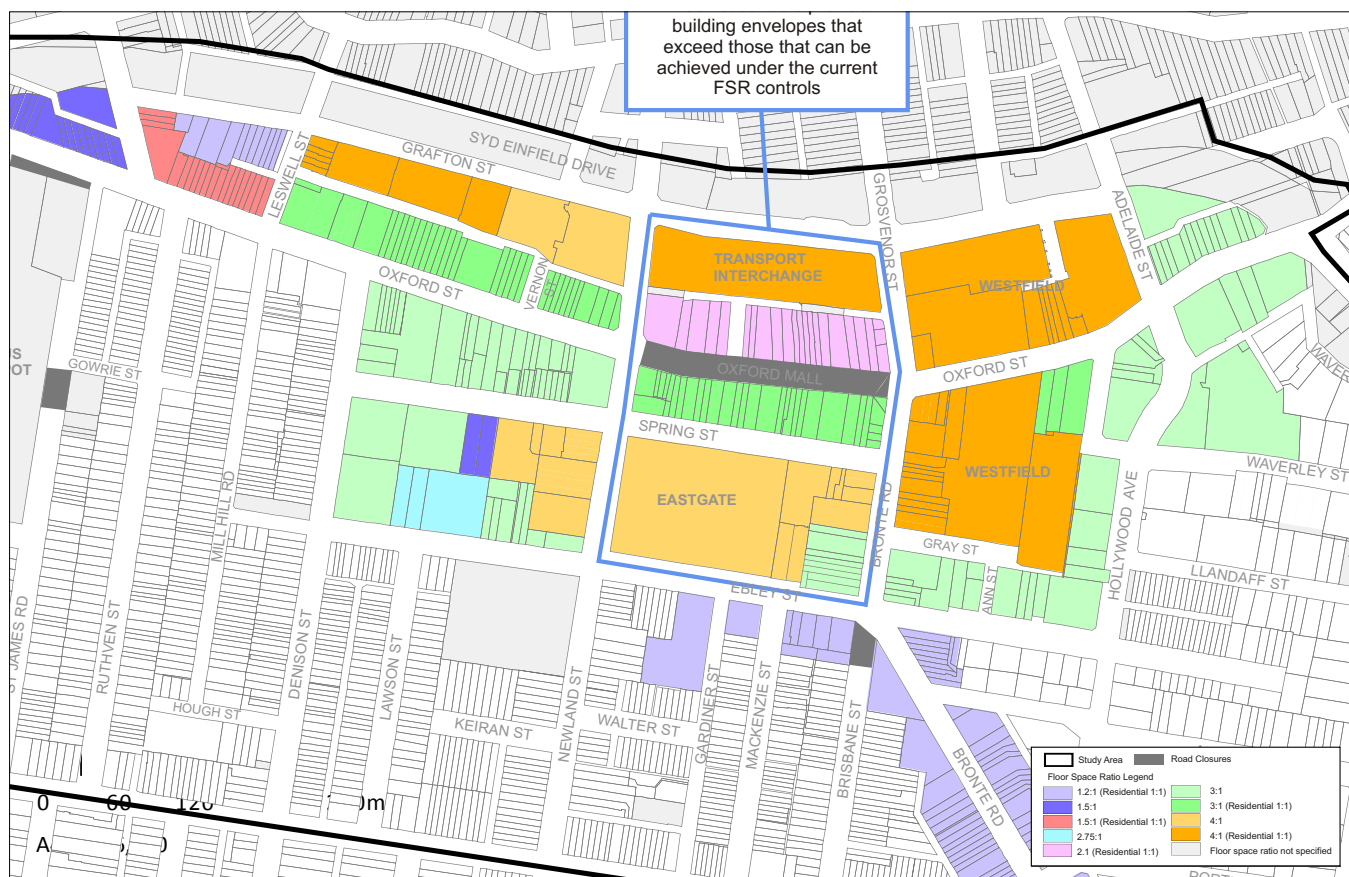 building envelopes that
exceed those that can be
achieved under the current
FSR controls
SYD EINFIELD DRIVE
GRAFTON ST
LESWELL ST
GROSVENOR ST
ADELAIDE ST
TRANSPORT
INTERCHANGE
WESTFIELD
VERNON
ST
OXFORD ST
OXFORD MALL
OXFORD ST
GOWRIE ST
SPRING ST
WAVERLEY ST
EASTGATE
WESTFIELD
MILL HILL RD
BRONTE RD
HOLLYWOOD AVE
GRAY ST
ANN ST
LLANDAFF ST
EBLEY ST
ST JAMES RD
RUTHVEN ST
DENISON ST
LAWSON ST
NEWLAND ST
GARDINER ST
MACKENZIE ST
BRISBANE ST
HOUGH ST
KEIRAN ST
WALTER ST
BRONTE RD
0 60 120
Study Area
Road Closures
Floor Space Ratio Legend
1.2:1 (Residential 1:1)
1.5:1
1.5:1 (Residential 1:1)
2.75:1
2.1 (Residential 1:1)
3:1
3:1 (Residential 1:1)
4:1
4:1 (Residential 1:1)
Floor space ratio not specified